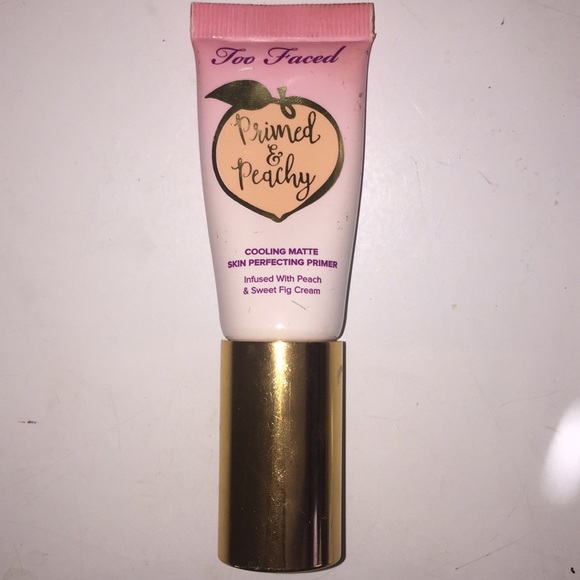 Too Faced
Primed
&
Peachy
COOLING MATTE
SKIN PERFECTING PRIMER
Infused With Peach
& Sweet Fig Cream